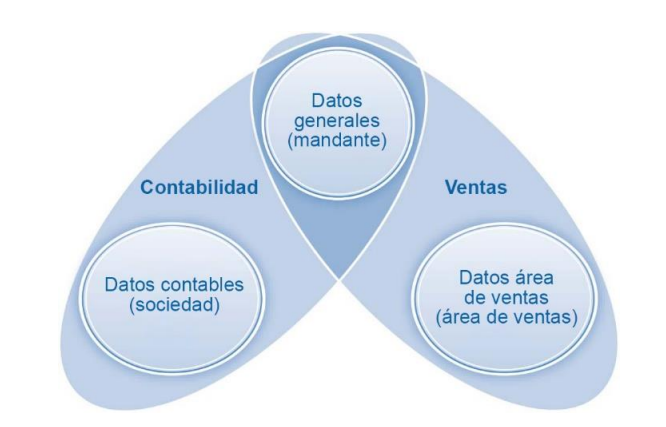 Datos
generales
(mandante)
Contabilidad
Ventas
Datos contables
(sociedad)
Datos área
de ventas
(área de ventas)